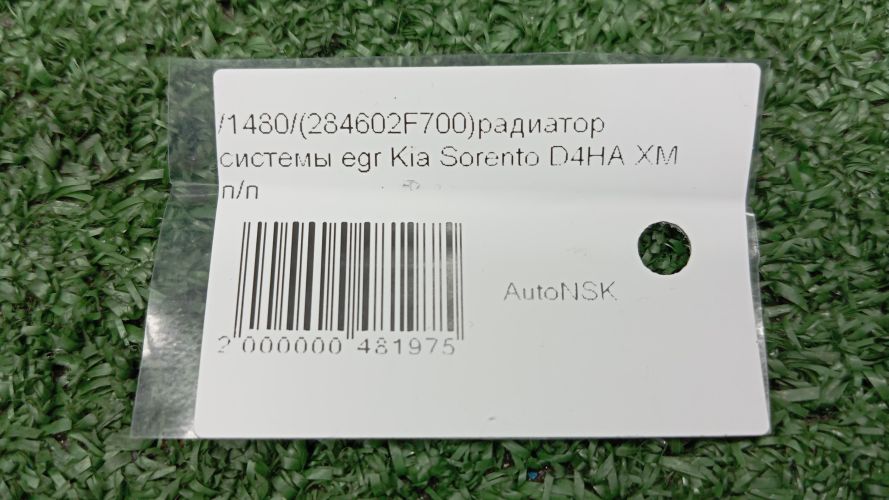 /1480/(284602F700)радиатор
системы egr Kia Sorento D4HA XM
п/п
AutoNSK
2 000000 481975